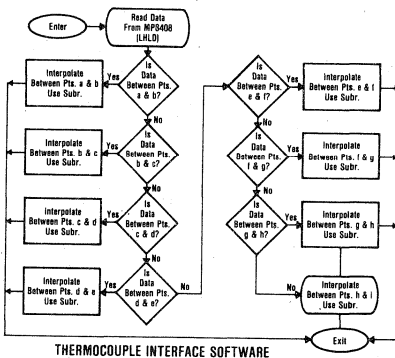 Enter
Read Data
From MP8408
(LHLD)
Is
Data
Between Pts.
a & b?
Yes
Interpolate
Between Pts. a & b
Use Subr.
No
Is
Data
Between Pts.
b & c?
Yes
Interpolate
Between Pts. b & c
Use Subr.
No
Is
Data
Between Pts.
c & d?
Yes
Interpolate
Between Pts. c & d
Use Subr.
No
Is
Data
Between Pts.
d & e?
Yes
Interpolate
Between Pts. d & e
Use Subr.
No
Is
Data
Between Pts.
e & f?
Yes
Interpolate
Between Pts. e & f
Use Subr.
No
Is
Data
Between Pts.
f & g?
Yes
Interpolate
Between Pts. f & g
Use Subr.
No
Is
Data
Between Pts.
g & h?
Yes
Interpolate
Between Pts. g & h
Use Subr.
No
Interpolate
Between Pts. h & i
Use Subr.
Exit
THERMOCOUPLE INTERFACE SOFTWARE